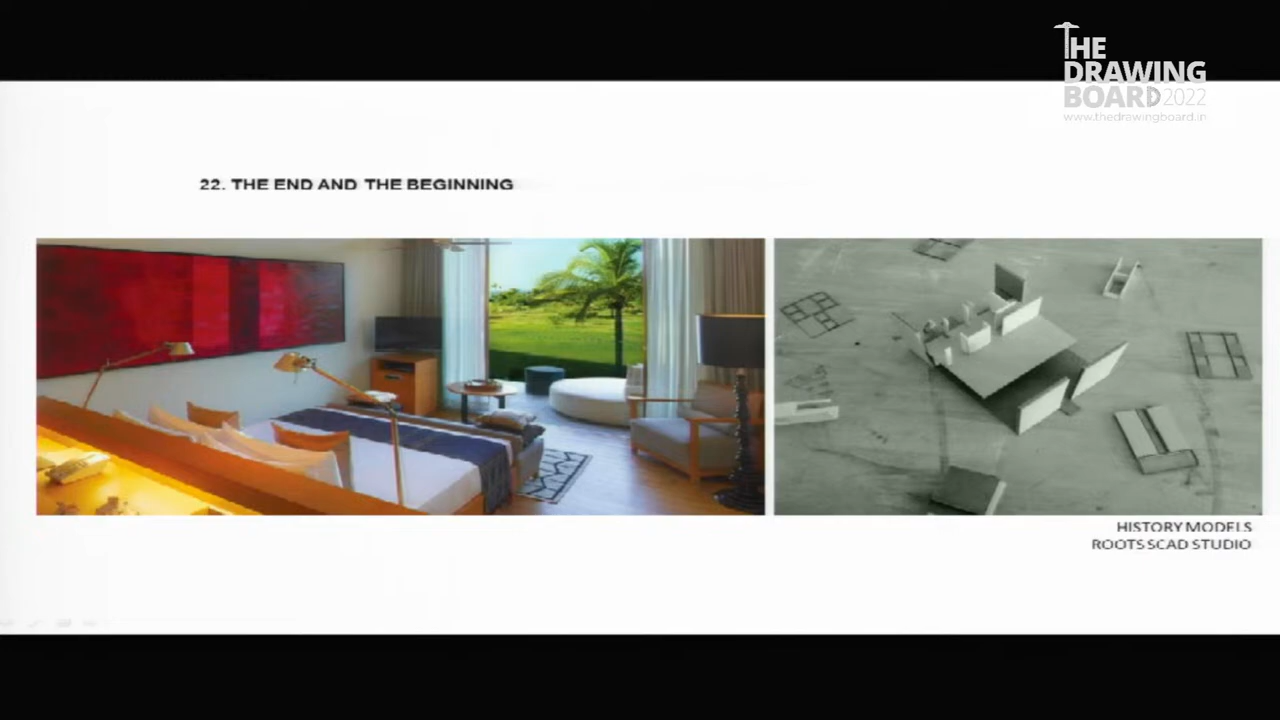 THE
DRAWING
BOARD 2022
www.thedrawingboard.in
22. THE END AND THE BEGINNING
HISTORY MODELS
ROOTS SCAD STUDIO